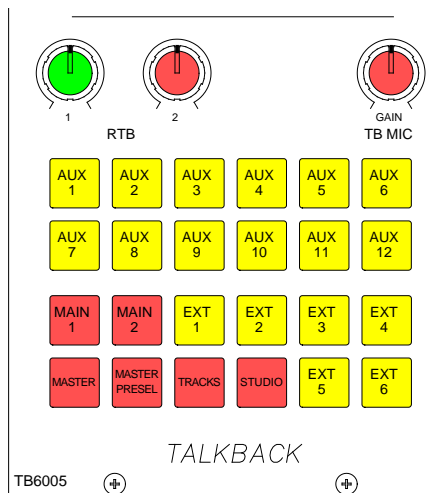 1 2 GAIN
RTB TB MIC
AUX 1 AUX 2 AUX 3 AUX 4 AUX 5 AUX 6
AUX 7 AUX 8 AUX 9 AUX 10 AUX 11 AUX 12
MAIN 1 MAIN 2 EXT 1 EXT 2 EXT 3 EXT 4
MASTER MASTER PRESEL TRACKS STUDIO EXT 5 EXT 6
TALKBACK
TB6005